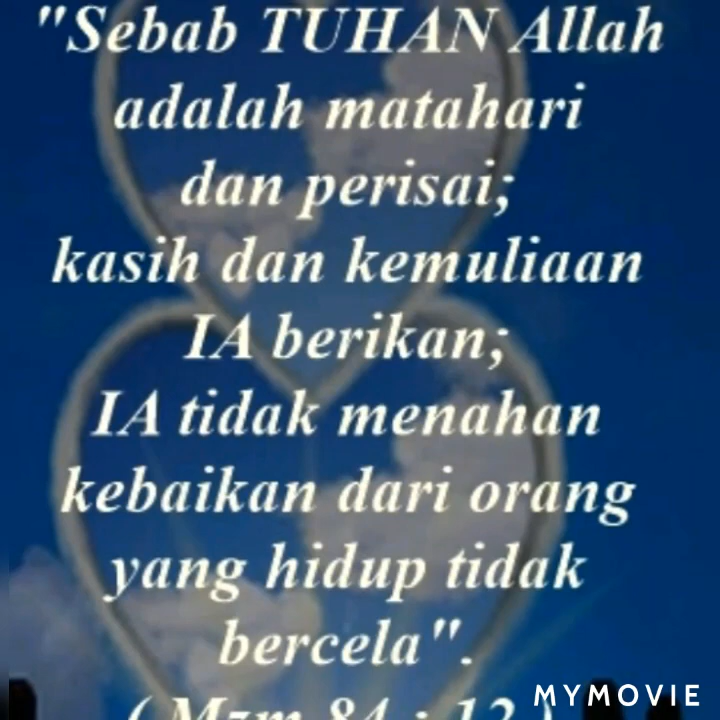 "Sebab TUHAN Allah
adalah matahari
dan perisai;
kasih dan kemuliaan
IA berikan;
IA tidak menahan
kebaikan dari orang
yang hidup tidak
bercela".
( Mzm 84 : 12
MYMOVIE